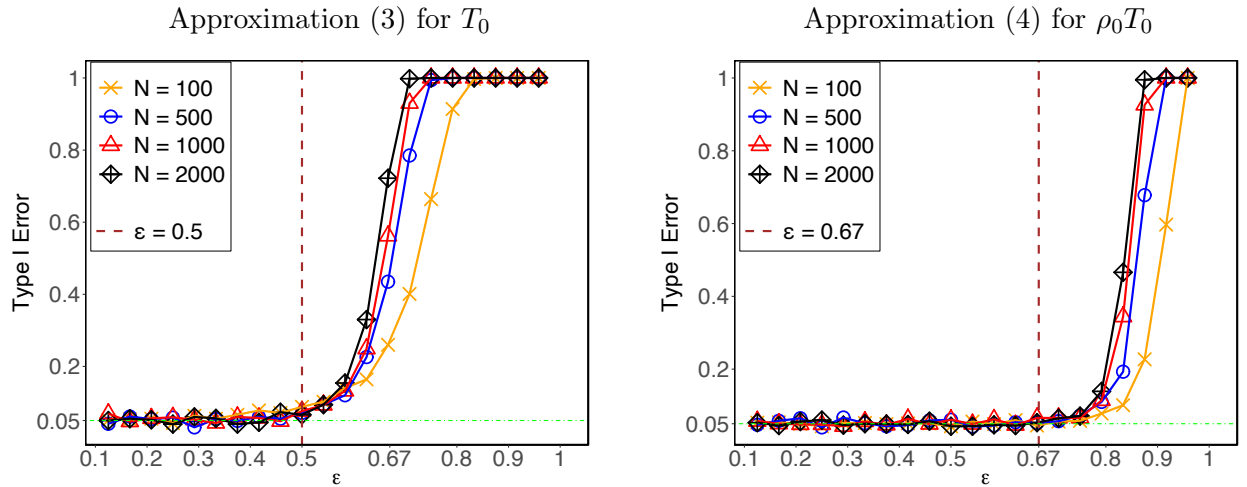 Approximation (3) for T₀
Type I Error
1
0.8
0.6
0.4
0.2
0.05
N = 100
N = 500
N = 1000
N = 2000
ε = 0.5
0.1 0.2 0.3 0.4 0.5 0.67 0.8 0.9 1
ε
Approximation (4) for ρ₀T₀
Type I Error
1
0.8
0.6
0.4
0.2
0.05
N = 100
N = 500
N = 1000
N = 2000
ε = 0.67
0.1 0.2 0.3 0.4 0.5 0.67 0.8 0.9 1
ε